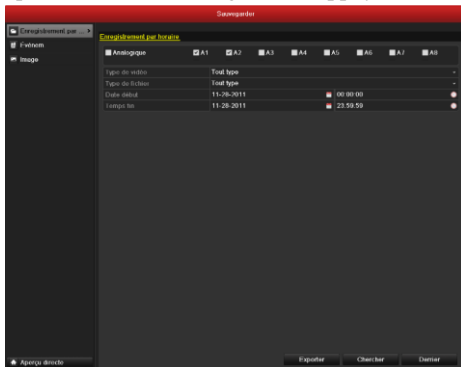 Sauvegarder
Enregistrement par ...
Evénem
Image
Enregistrement par horaire
Analogique A1 A2 A3 A4 A5 A6 A7 A8
Type de vidéo Tout type
Type de fichier Tout type
Date début 11-28-2011 00:00:00
Temps fin 11-28-2011 23:59:59
Aperçu directe
Exporter Chercher Dernier